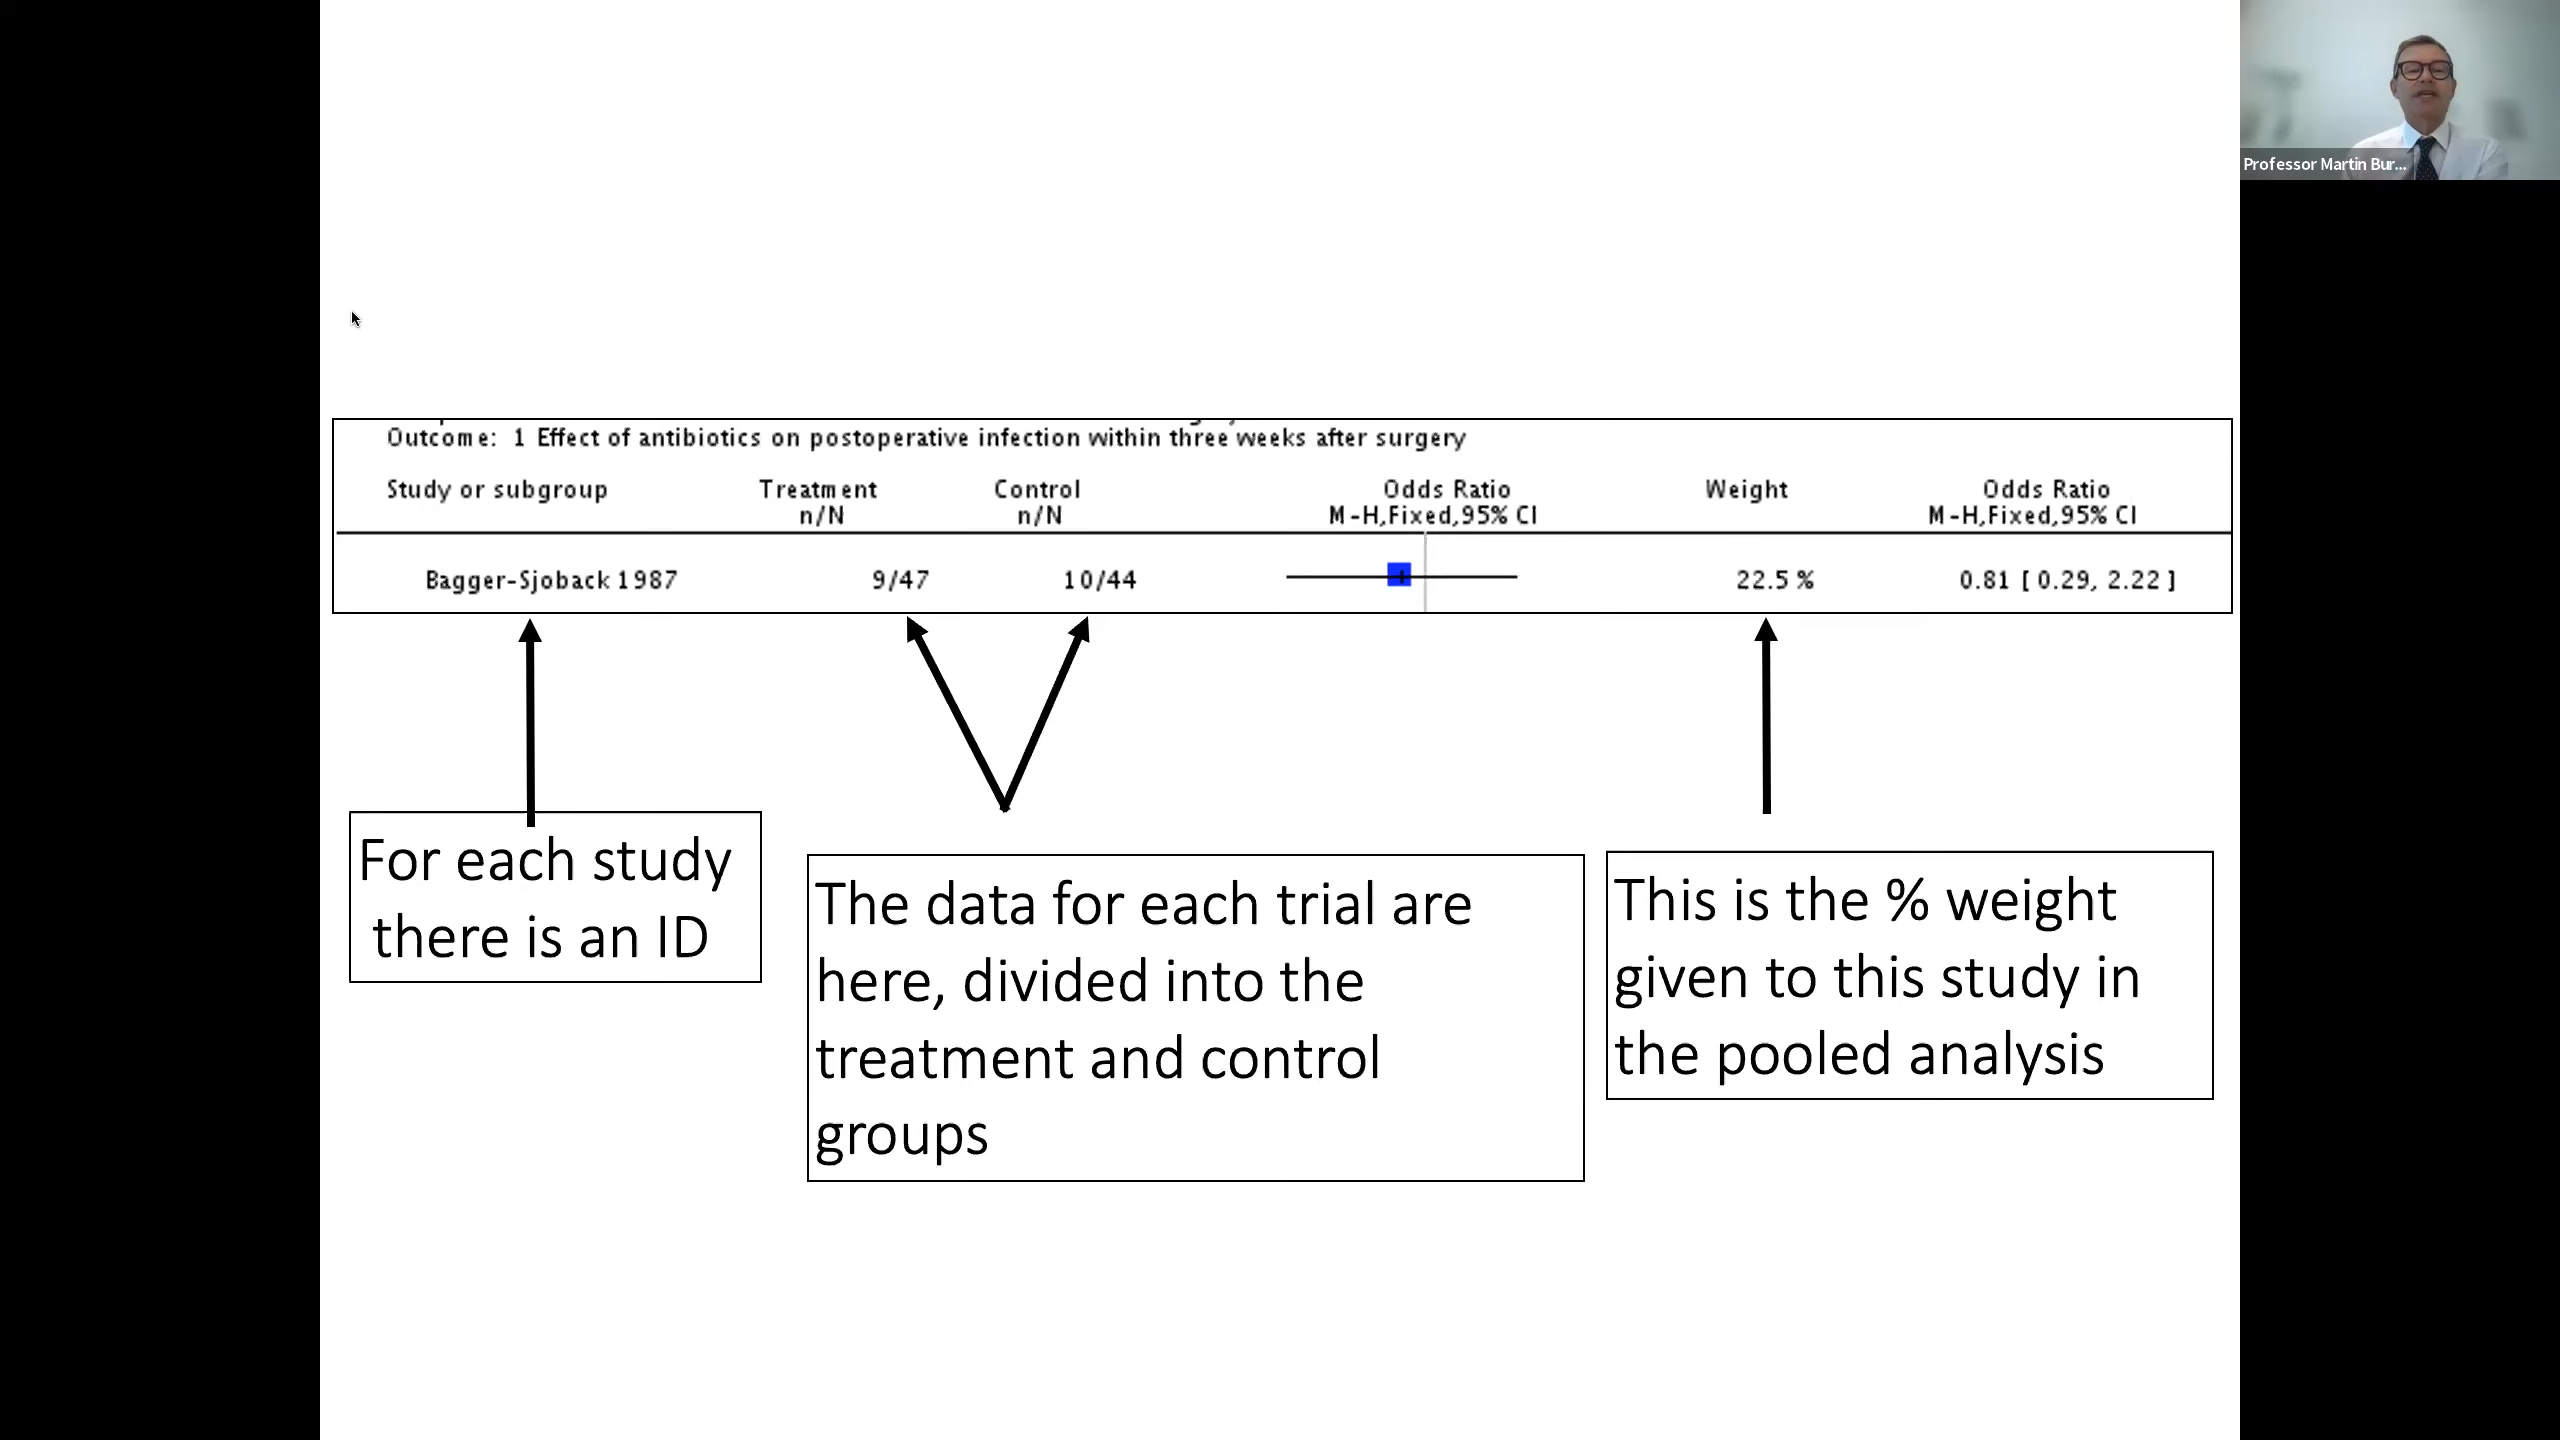 Professor Martin Bur...
Outcome: 1 Effect of antibiotics on postoperative infection within three weeks after surgery
Study or subgroup Treatment Control Odds Ratio Weight Odds Ratio
n/N n/N M-H,Fixed,95% CI M-H,Fixed,95% CI
Bagger-Sjoback 1987 9/47 10/44 22.5 % 0.81 [ 0.29, 2.22 ]
For each study
there is an ID
The data for each trial are
here, divided into the
treatment and control
groups
This is the % weight
given to this study in
the pooled analysis